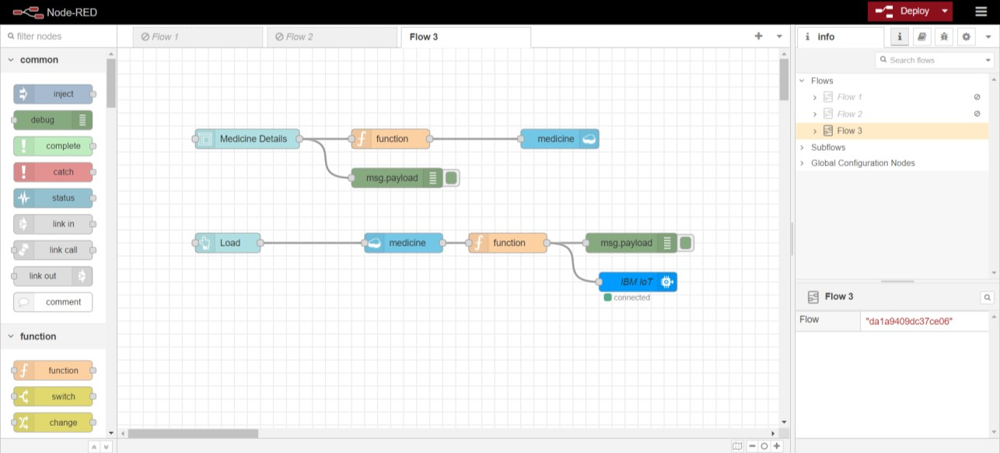 Node-RED
Deploy
filter nodes
Flow 1
Flow 2
Flow 3
info
common
inject
debug
complete
catch
status
link in
link call
link out
comment
function
function
switch
change
Medicine Details
function
medicine
msg.payload
Load
medicine
function
msg.payload
IBM IoT
connected
Search flows
Flows
Flow 1
Flow 2
Flow 3
Subflows
Global Configuration Nodes
Flow 3
Flow "da1a9409dc37ce06"